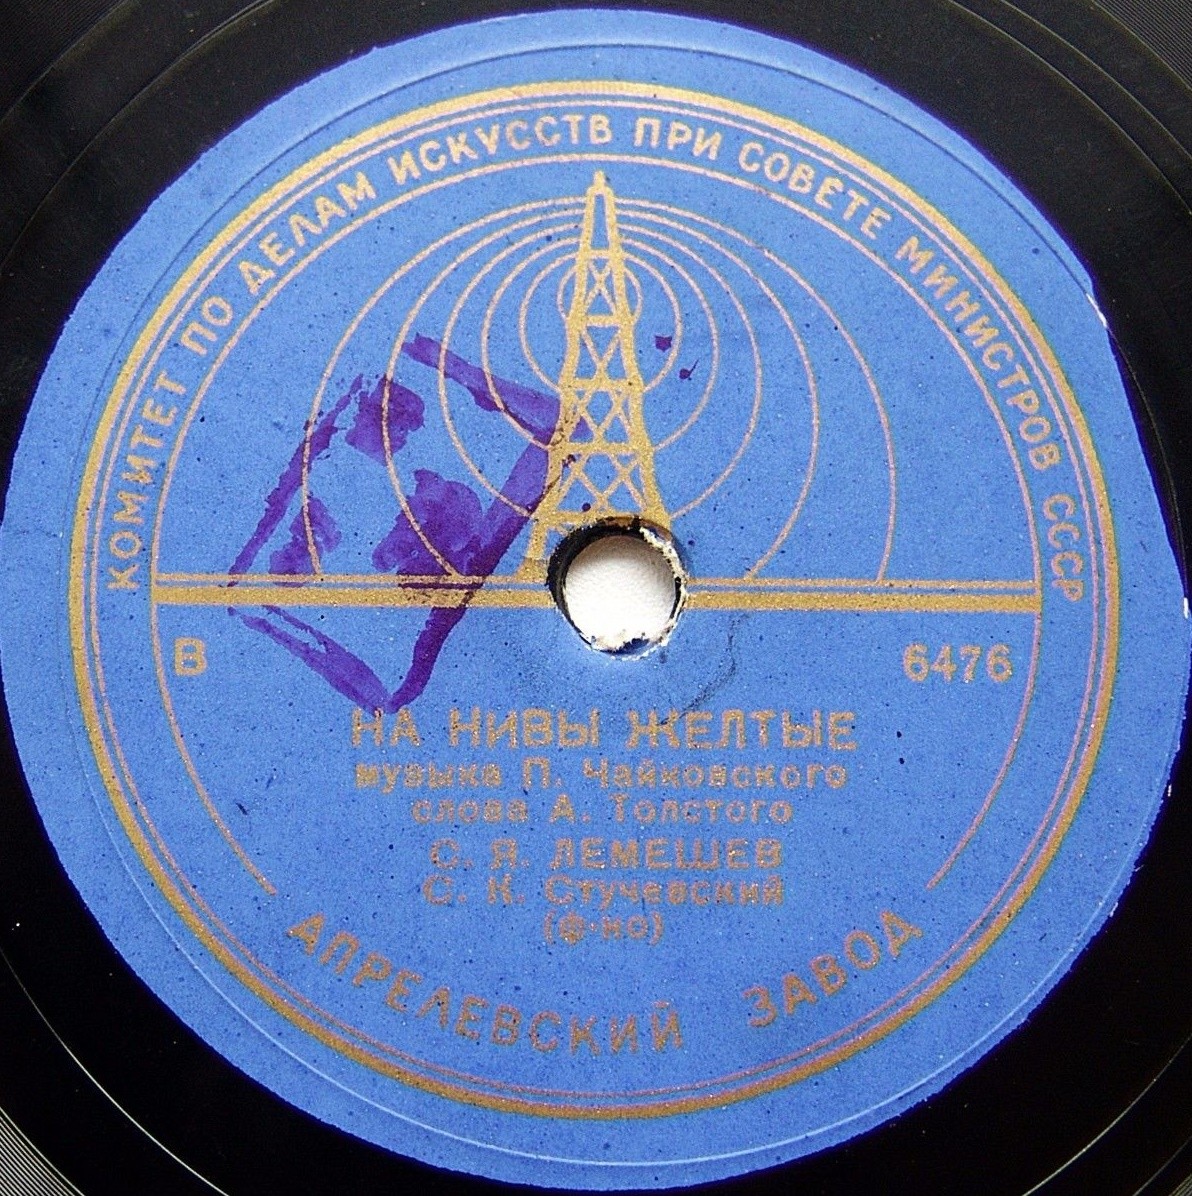 КОМИТЕТ ПО ДЕЛАМ ИСКУССТВ ПРИ СОВЕТЕ МИНИСТРОВ СССР
В 6476
НА НИВЫ ЖЕЛТЫЕ
музыка П. Чайковского
слова А. Толстого
С. Я. ЛЕМЕШЕВ
С. К. Стучевский
(ф-но)
АПРЕЛЕВСКИЙ ЗАВОД